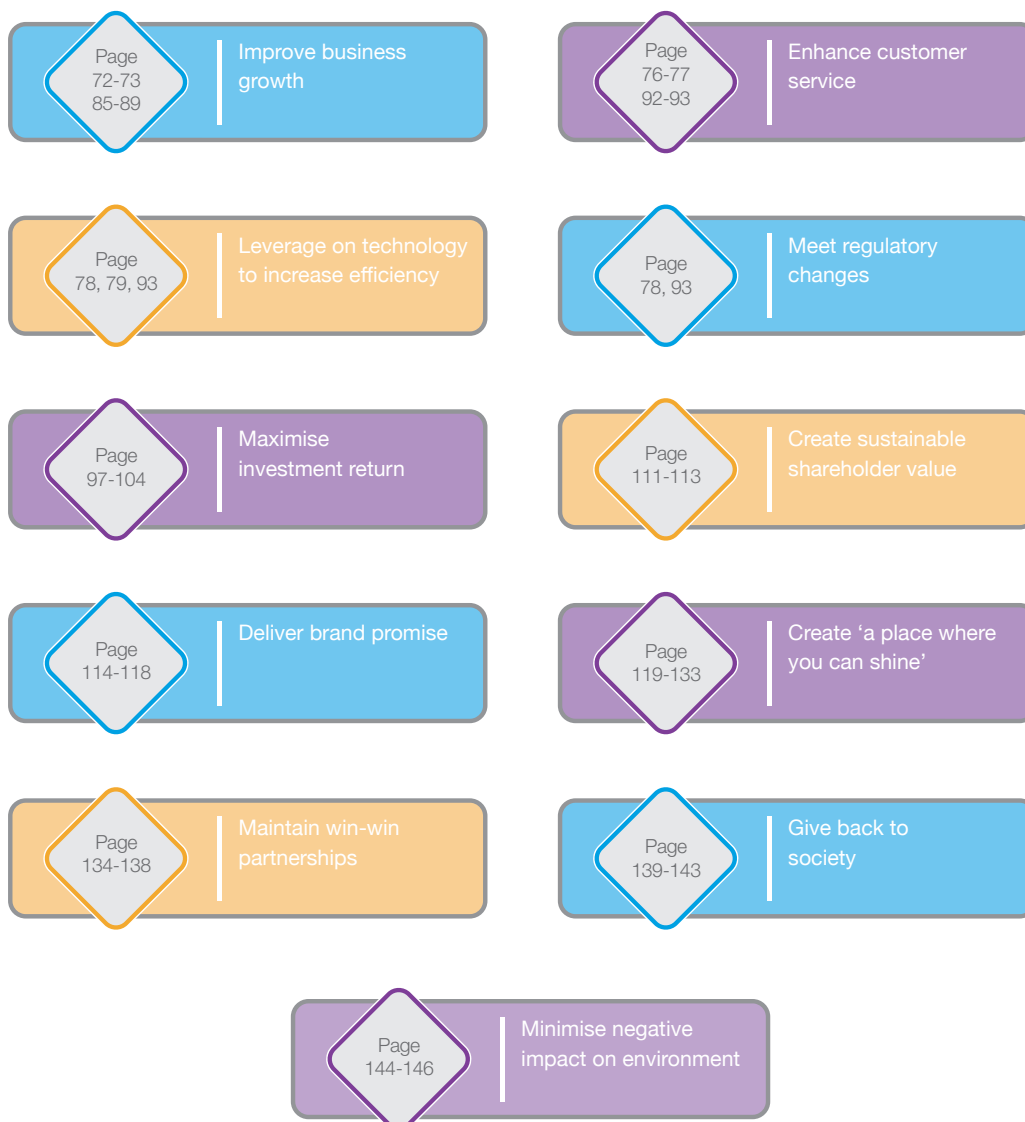 Page
72-73
85-89
Improve business
growth
Page
76-77
92-93
Enhance customer
service
Page
78, 79, 93
Leverage on technology
to increase efficiency
Page
78, 93
Meet regulatory
changes
Page
97-104
Maximise
investment return
Page
111-113
Create sustainable
shareholder value
Page
114-118
Deliver brand promise
Page
119-133
Create ‘a place where
you can shine’
Page
134-138
Maintain win-win
partnerships
Page
139-143
Give back to
society
Page
144-146
Minimise negative
impact on environment